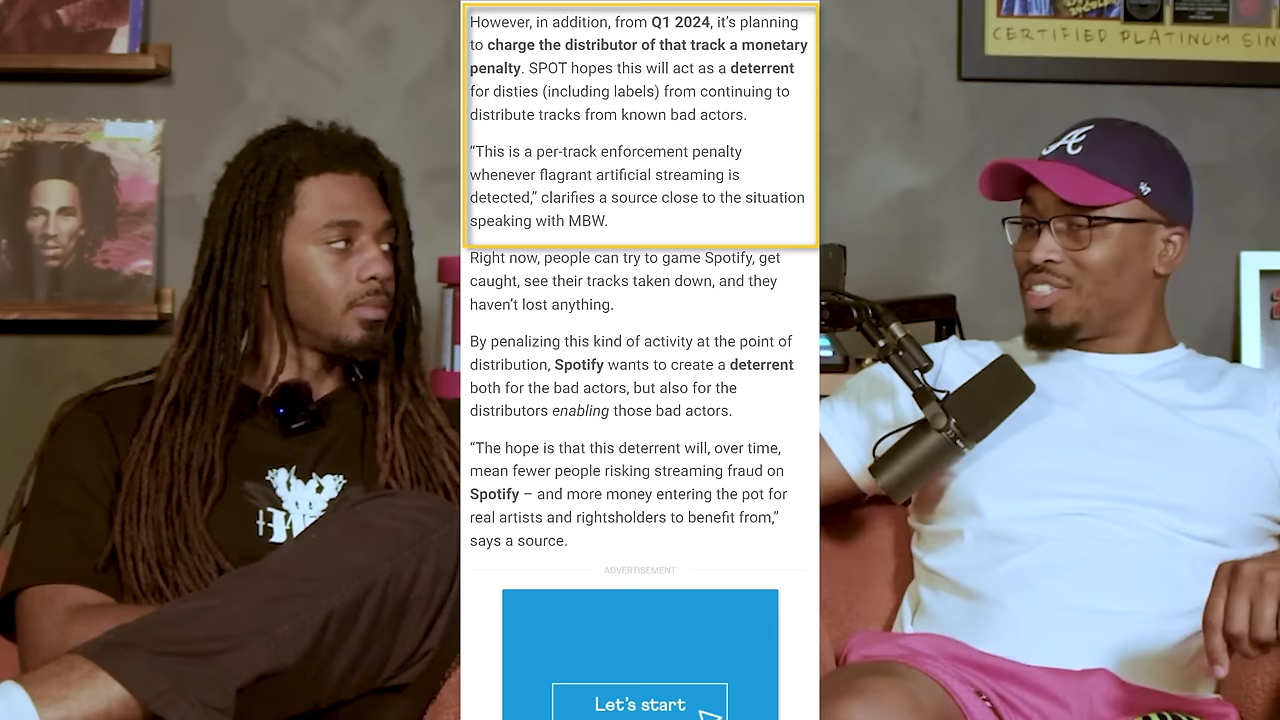 However, in addition, from Q1 2024, it’s planning
to charge the distributor of that track a monetary
penalty. SPOT hopes this will act as a deterrent
for disties (including labels) from continuing to
distribute tracks from known bad actors.
“This is a per-track enforcement penalty
whenever flagrant artificial streaming is
detected,” clarifies a source close to the situation
speaking with MBW.
Right now, people can try to game Spotify, get
caught, see their tracks taken down, and they
haven’t lost anything.
By penalizing this kind of activity at the point of
distribution, Spotify wants to create a deterrent
both for the bad actors, but also for the
distributors enabling those bad actors.
“The hope is that this deterrent will, over time,
mean fewer people risking streaming fraud on
Spotify – and more money entering the pot for
real artists and rightsholders to benefit from,”
says a source.
ADVERTISEMENT
Let’s start
CERTIFIED PLATINUM SIN
A
'47